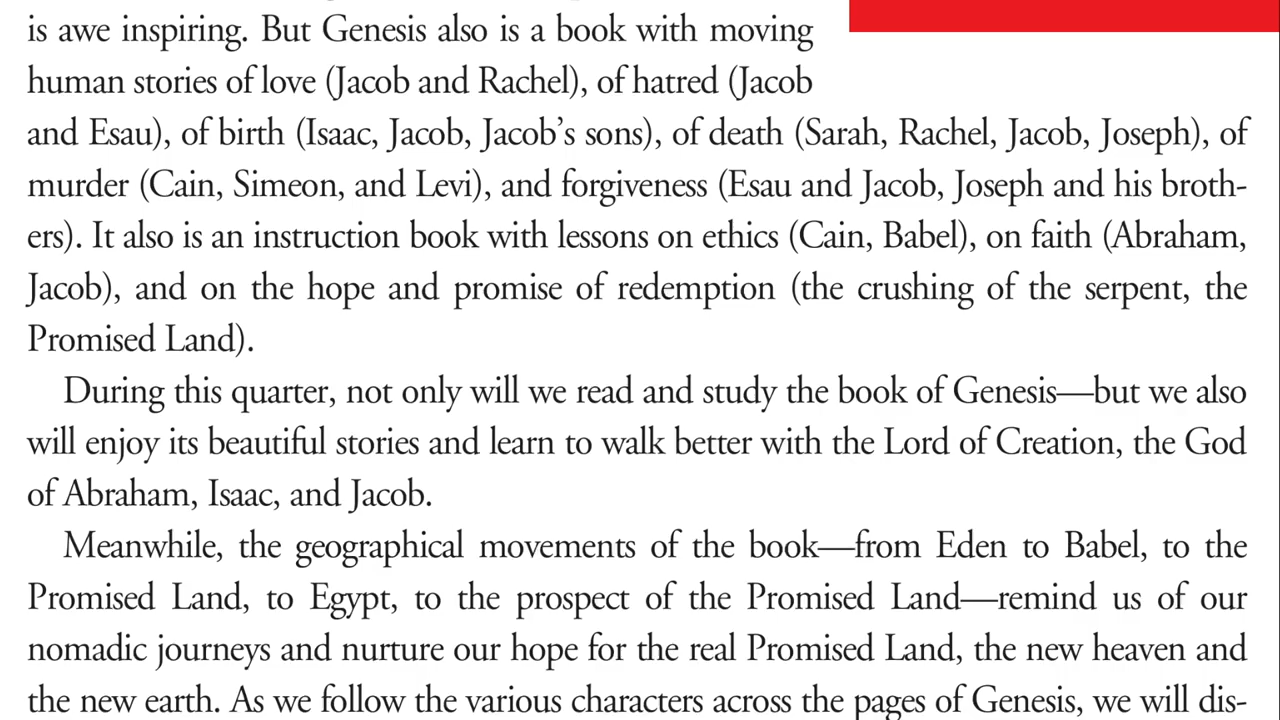 is awe inspiring. But Genesis also is a book with moving
human stories of love (Jacob and Rachel), of hatred (Jacob
and Esau), of birth (Isaac, Jacob, Jacob’s sons), of death (Sarah, Rachel, Jacob, Joseph), of
murder (Cain, Simeon, and Levi), and forgiveness (Esau and Jacob, Joseph and his broth-
ers). It also is an instruction book with lessons on ethics (Cain, Babel), on faith (Abraham,
Jacob), and on the hope and promise of redemption (the crushing of the serpent, the
Promised Land).
During this quarter, not only will we read and study the book of Genesis—but we also
will enjoy its beautiful stories and learn to walk better with the Lord of Creation, the God
of Abraham, Isaac, and Jacob.
Meanwhile, the geographical movements of the book—from Eden to Babel, to the
Promised Land, to Egypt, to the prospect of the Promised Land—remind us of our
nomadic journeys and nurture our hope for the real Promised Land, the new heaven and
the new earth. As we follow the various characters across the pages of Genesis, we will dis-